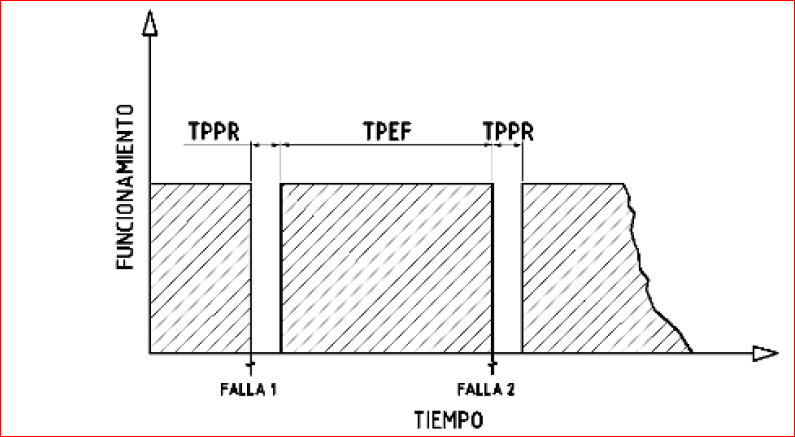 TPPR
TPEF
TPPR
FUNCIONAMIENTO
FALLA 1
FALLA 2
TIEMPO